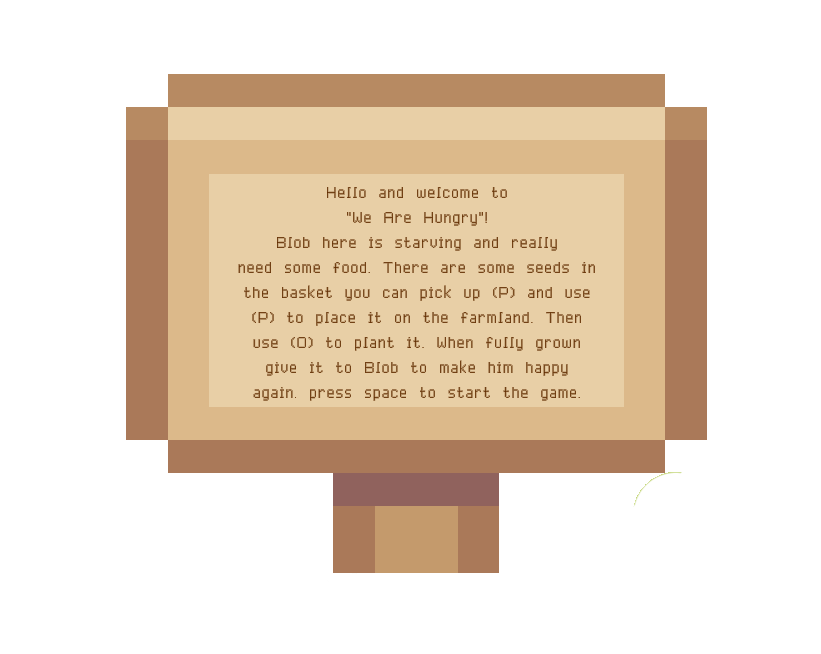 Hello and welcome to
"We Are Hungry"!
Blob here is starving and really
need some food. There are some seeds in
the basket you can pick up (P) and use
(P) to place it on the farmland. Then
use (O) to plant it. When fully grown
give it to Blob to make him happy
again. press space to start the game.